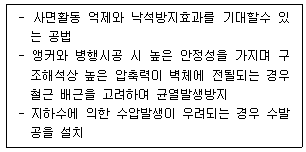 - 사면활동 억제와 낙석방지효과를 기대할수 있
는 공법
- 앵커와 병행시공 시 높은 안정성을 가지며 구
조해석상 높은 압축력이 벽체에 전될되는 경우
철근 배근을 고려하여 균열발생방지
- 지하수에 의한 수압발생이 우려되는 경우 수발
공을 설치